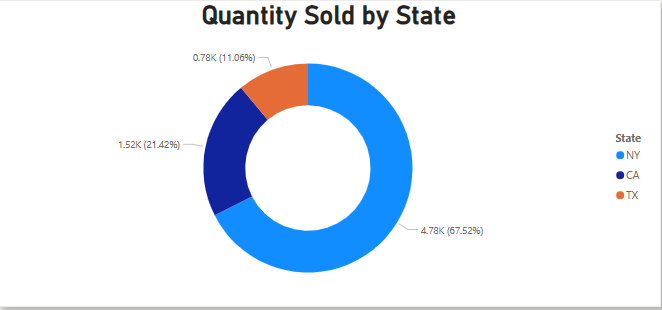 Quantity Sold by State
0.78K (11.06%)
1.52K (21.42%)
4.78K (67.52%)
State
NY
CA
TX